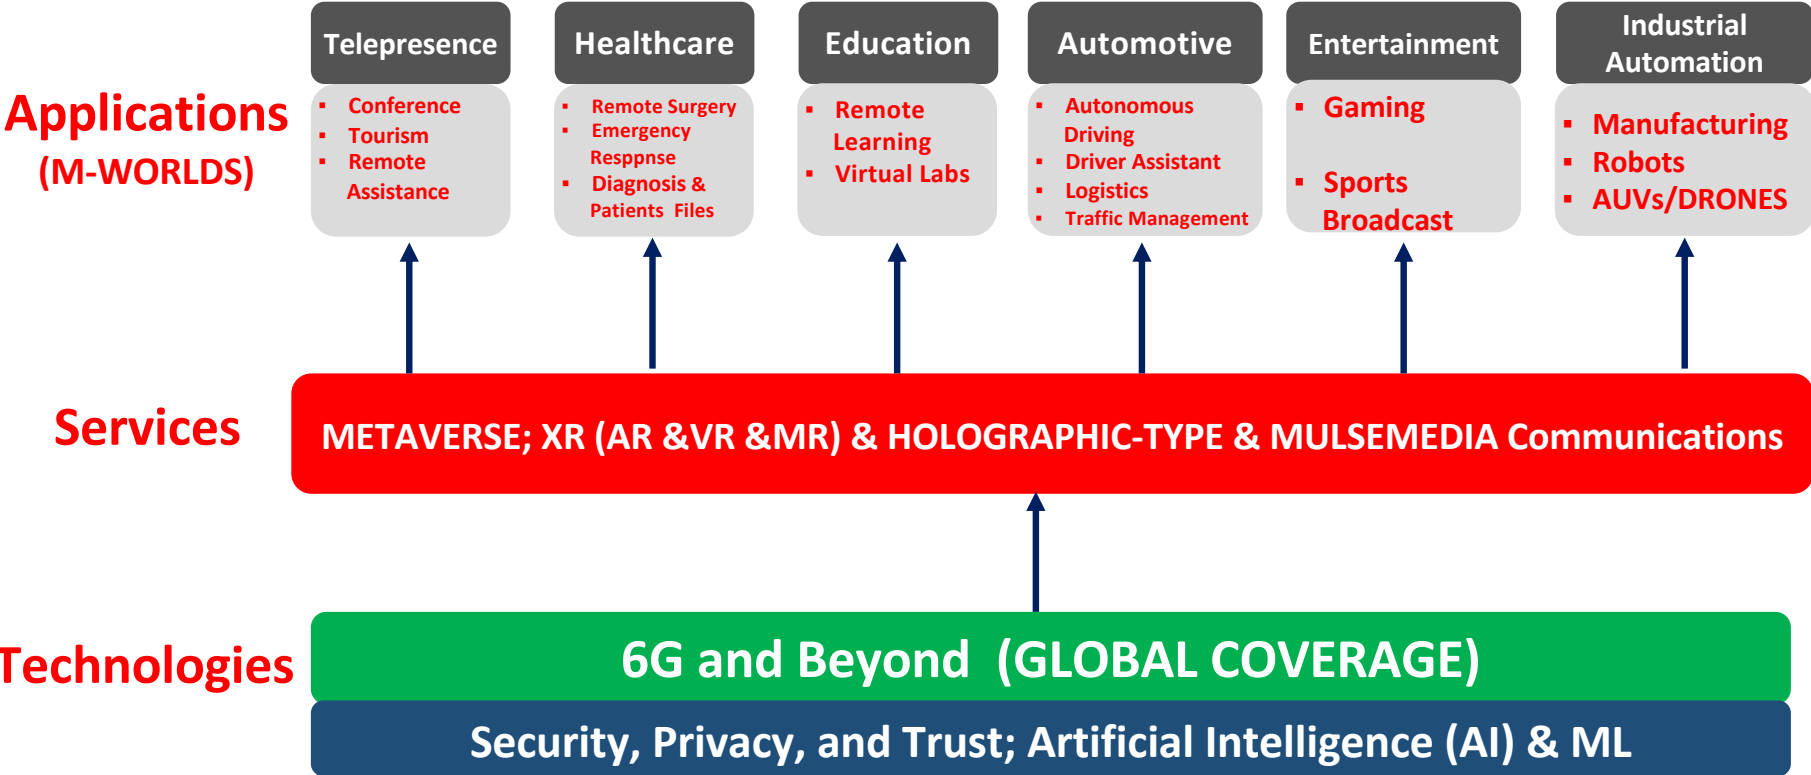 Telepresence
Healthcare
Education
Automotive
Entertainment
Industrial
Automation
Applications
(M-WORLDS)
▪ Conference
▪ Tourism
▪ Remote
Assistance
▪ Remote Surgery
▪ Emergency
Resppnse
▪ Diagnosis &
Patients Files
▪ Remote
Learning
▪ Virtual Labs
▪ Autonomous
Driving
▪ Driver Assistant
▪ Logistics
▪ Traffic Management
▪ Gaming
▪ Sports
Broadcast
▪ Manufacturing
▪ Robots
▪ AUVs/DRONES
Services
METAVERSE; XR (AR &VR &MR) & HOLOGRAPHIC-TYPE & MULSEMEDIA Communications
Technologies
6G and Beyond (GLOBAL COVERAGE)
Security, Privacy, and Trust; Artificial Intelligence (AI) & ML